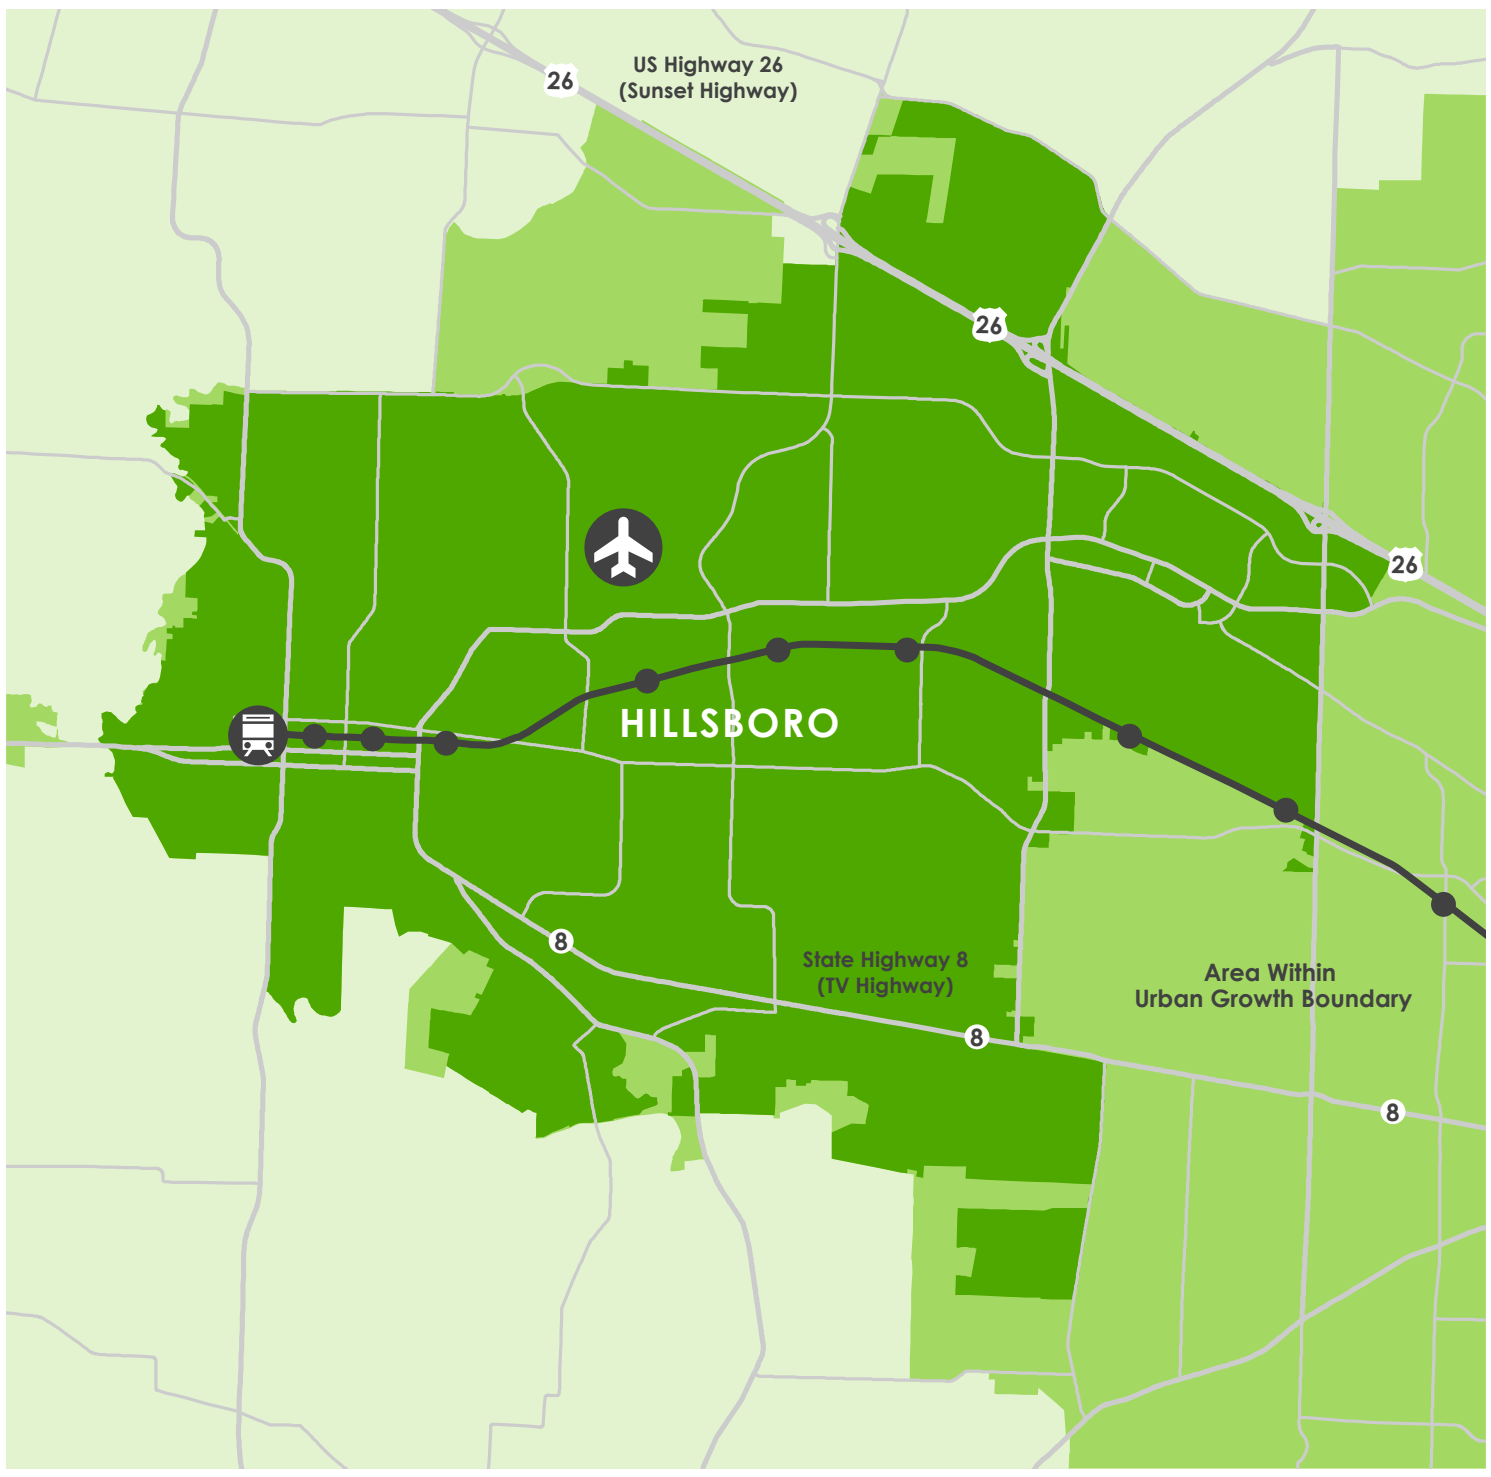 US Highway 26
(Sunset Highway)
26
26
26
HILLSBORO
8
State Highway 8
(TV Highway)
Area Within
Urban Growth Boundary
8
8